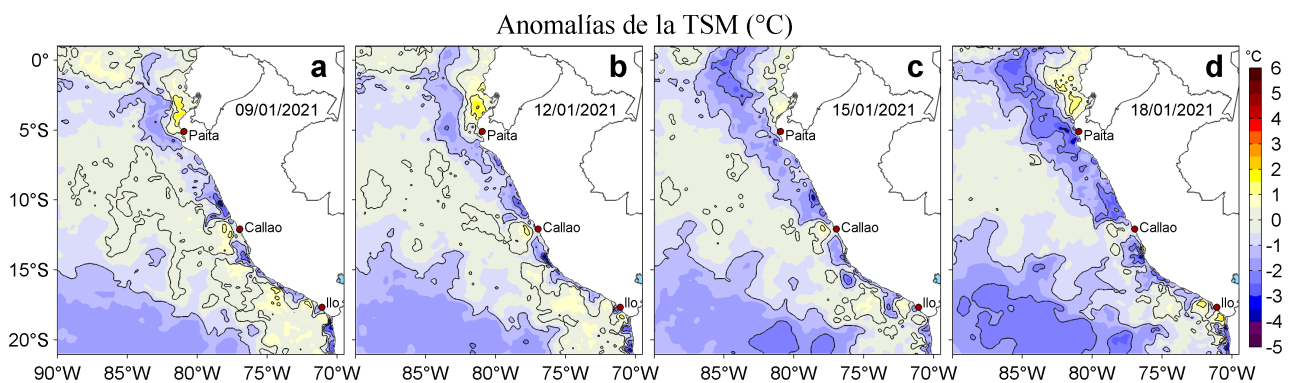 Anomalías de la TSM (°C)
a
b
c
d
09/01/2021
12/01/2021
15/01/2021
18/01/2021
Paita
Callao
Ilo
Paita
Callao
Ilo
Paita
Callao
Ilo
Paita
Callao
Ilo
0°
5°S
10°S
15°S
20°S
90°W 85°W 80°W 75°W 70°W 85°W 80°W 75°W 70°W 85°W 80°W 75°W 70°W 85°W 80°W 75°W 70°W
°C
6
5
4
3
2
1
0
-1
-2
-3
-4
-5